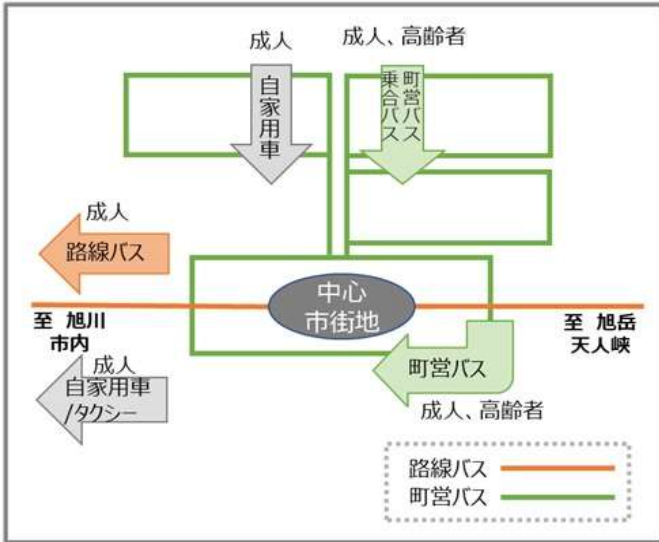 成人
成人、高齢者
自家用車
町営バス
乗合バス
成人
路線バス
中心
市街地
至 旭川
市内
至 旭岳
天人峡
成人
自家用車
/タクシー
町営バス
成人、高齢者
路線バス
町営バス